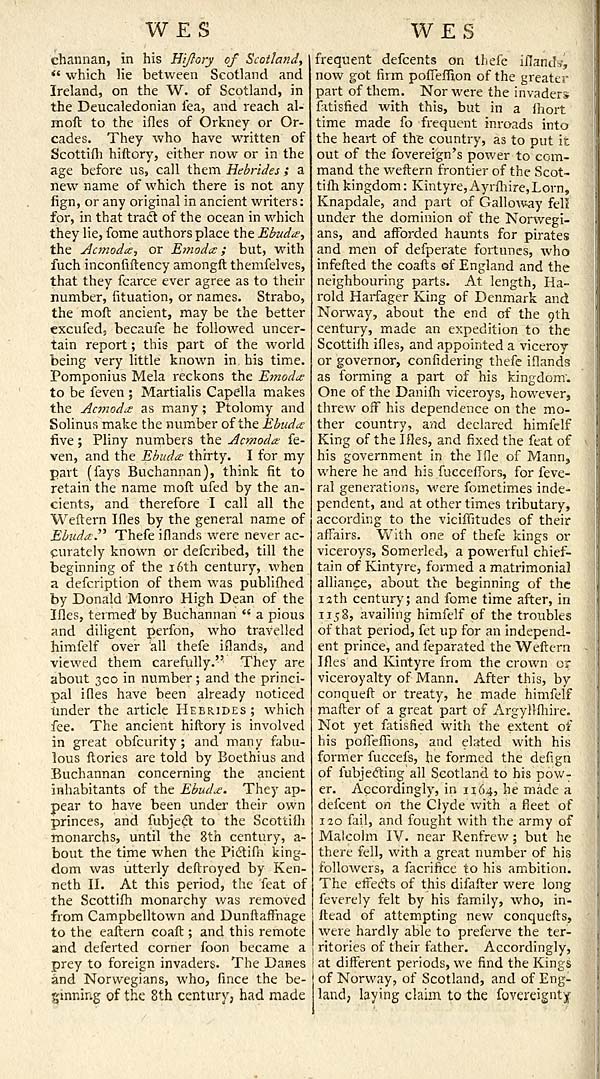 WES
channan, in his Hiſtory of Scotland,
“ which lie between Scotland and
Ireland, on the W. of Scotland, in
the Deucaledonian ſea, and reach al-
moſt to the iſles of Orkney or Or-
cades. They who have written of
Scottiſh hiſtory, either now or in the
age before us, call them Hebrides ; a
new name of which there is not any
ſign, or any original in ancient writers:
for, in that tract of the ocean in which
they lie, ſome authors place the Ebudæ,
the Acmodæ, or Emodæ ; but, with
ſuch inconſiſtency amongſt themſelves,
that they ſcarce ever agree as to their
number, ſituation, or names. Strabo,
the moſt ancient, may be the better
excuſed, becauſe he followed uncer-
tain report ; this part of the world
being very little known in his time.
Pomponius Mela reckons the Emodæ
to be ſeven ; Martialis Capella makes
the Acmodæ as many ; Ptolomy and
Solinus make the number of the Ebudæ
five ; Pliny numbers the Acmodæ ſe-
ven, and the Ebudæ thirty. I for my
part (ſays Buchannan), think fit to
retain the name moſt uſed by the an-
cients, and therefore I call all the
Weſtern Iſles by the general name of
Ebudæ.” Theſe iſlands were never ac-
curately known or deſcribed, till the
beginning of the 16th century, when
a deſcription of them was publiſhed
by Donald Monro High Dean of the
Iſles, termed by Buchannan “ a pious
and diligent perſon, who travelled
himſelf over all theſe iſlands, and
viewed them carefully.” They are
about 300 in number ; and the princi-
pal iſles have been already noticed
under the article HEBRIDES ; which
ſee. The ancient hiſtory is involved
in great obſcurity ; and many fabu-
lous ſtories are told by Boethius and
Buchannan concerning the ancient
inhabitants of the Ebudæ. They ap-
pear to have been under their own
princes, and ſubject to the Scottiſh
monarchs, until the 8th century, a-
bout the time when the Pictiſh king-
dom was utterly deſtroyed by Ken-
neth II. At this period, the ſeat of
the Scottiſh monarchy was removed
from Campbelltown and Dunſtaffnage
to the eaſtern coaſt ; and this remote
and deſerted corner ſoon became a
prey to foreign invaders. The Danes
and Norwegians, who, ſince the be-
ginning of the 8th century, had made
WES
frequent deſcents on theſe iſlands,
now got firm poſſeſſion of the greater
part of them. Nor were the invaders
ſatisfied with this, but in a ſhort
time made ſo frequent inroads into
the heart of the country, as to put it
out of the ſovereign's power to com-
mand the weſtern frontier of the Scot-
tiſh kingdom: Kintyre, Ayrſhire, Lorn,
Knapdale, and part of Galloway fell
under the dominion of the Norwegi-
ans, and afforded haunts for pirates
and men of deſperate fortunes, who
infeſted the coaſts of England and the
neighbouring parts. At length, Ha-
rold Harfager King of Denmark and
Norway, about the end of the 9th
century, made an expedition to the
Scottiſh iſles, and appointed a viceroy
or governor, conſidering theſe iſlands
as forming a part of his kingdom.
One of the Daniſh viceroys, however,
threw off his dependence on the mo-
ther country, and declared himſelf
King of the Iſles, and fixed the ſeat of
his government in the Iſle of Mann,
where he and his ſucceſſors, for ſeve-
ral generations, were ſometimes inde-
pendent, and at other times tributary,
according to the viciſſitudes of their
affairs. With one of theſe kings or
viceroys, Somerled, a powerful chief-
tain of Kintyre, formed a matrimonial
alliance, about the beginning of the
12th century; and ſome time after, in
1158, availing himſelf of the troubles
of that period, ſet up for an independ-
ent prince, and ſeparated the Weſtern
Iſles and Kintyre from the crown or
viceroyalty of Mann. After this, by
conqueſt or treaty, he made himſelf
maſter of a great part of Argyllſhire.
Not yet ſatisfied with the extent of
his poſſeſſions, and elated with his
former ſucceſs, he formed the deſign
of ſubjecting all Scotland to his pow-
er. Accordingly, in 1164, he made a
deſcent on the Clyde with a fleet of
120 ſail, and fought with the army of
Malcolm IV. near Renfrew; but he
there fell, with a great number of his
followers, a ſacrifice to his ambition.
The effects of this diſaſter were long
ſeverely felt by his family, who, in-
ſtead of attempting new conqueſts,
were hardly able to preſerve the ter-
ritories of their father. Accordingly,
at different periods, we find the Kings
of Norway, of Scotland, and of Eng-
land, laying claim to the ſovereignty